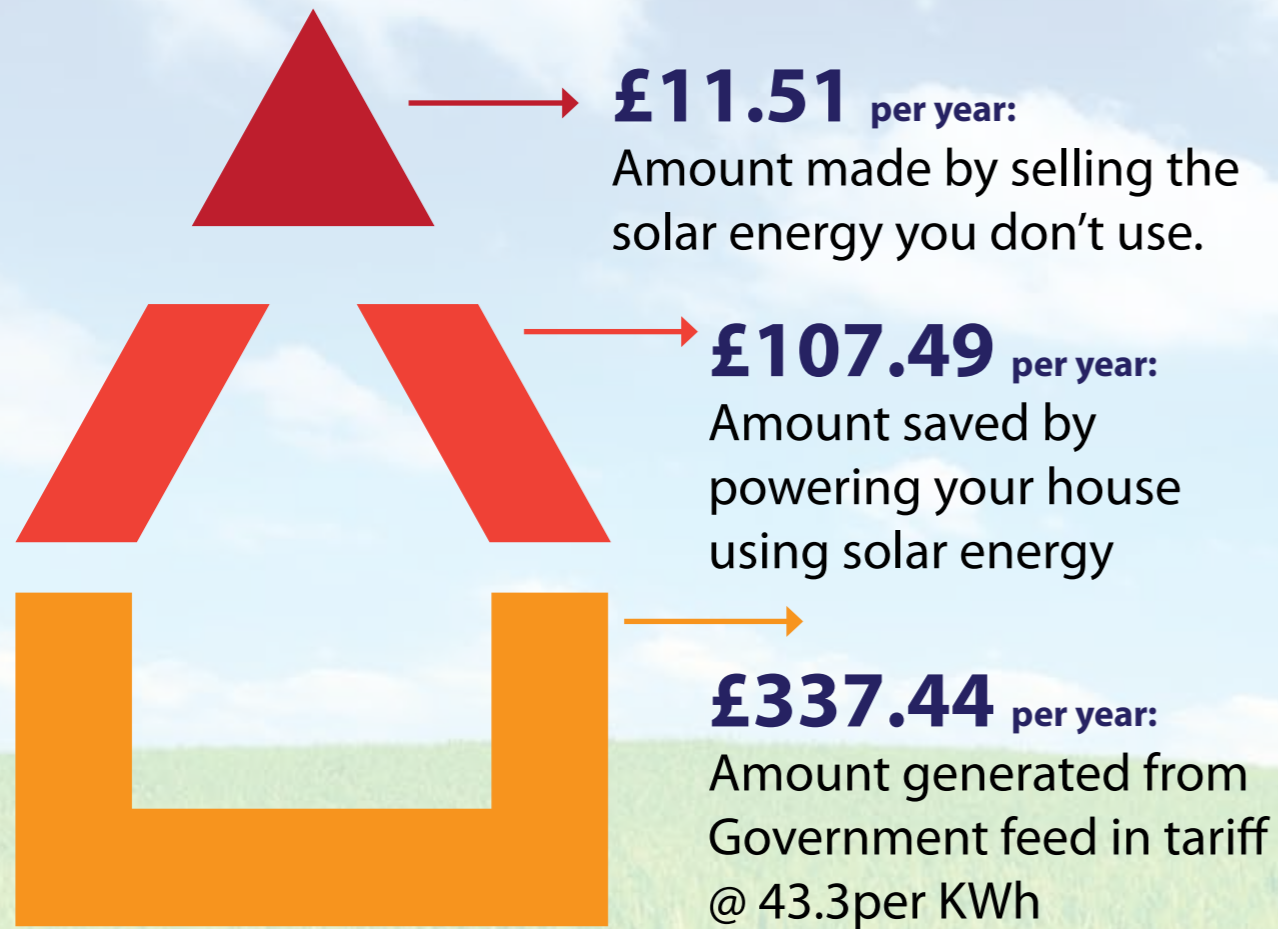 £11.51 per year:
Amount made by selling the
solar energy you don’t use.
£107.49 per year:
Amount saved by
powering your house
using solar energy
£337.44 per year:
Amount generated from
Government feed in tariff
@ 43.3per KWh